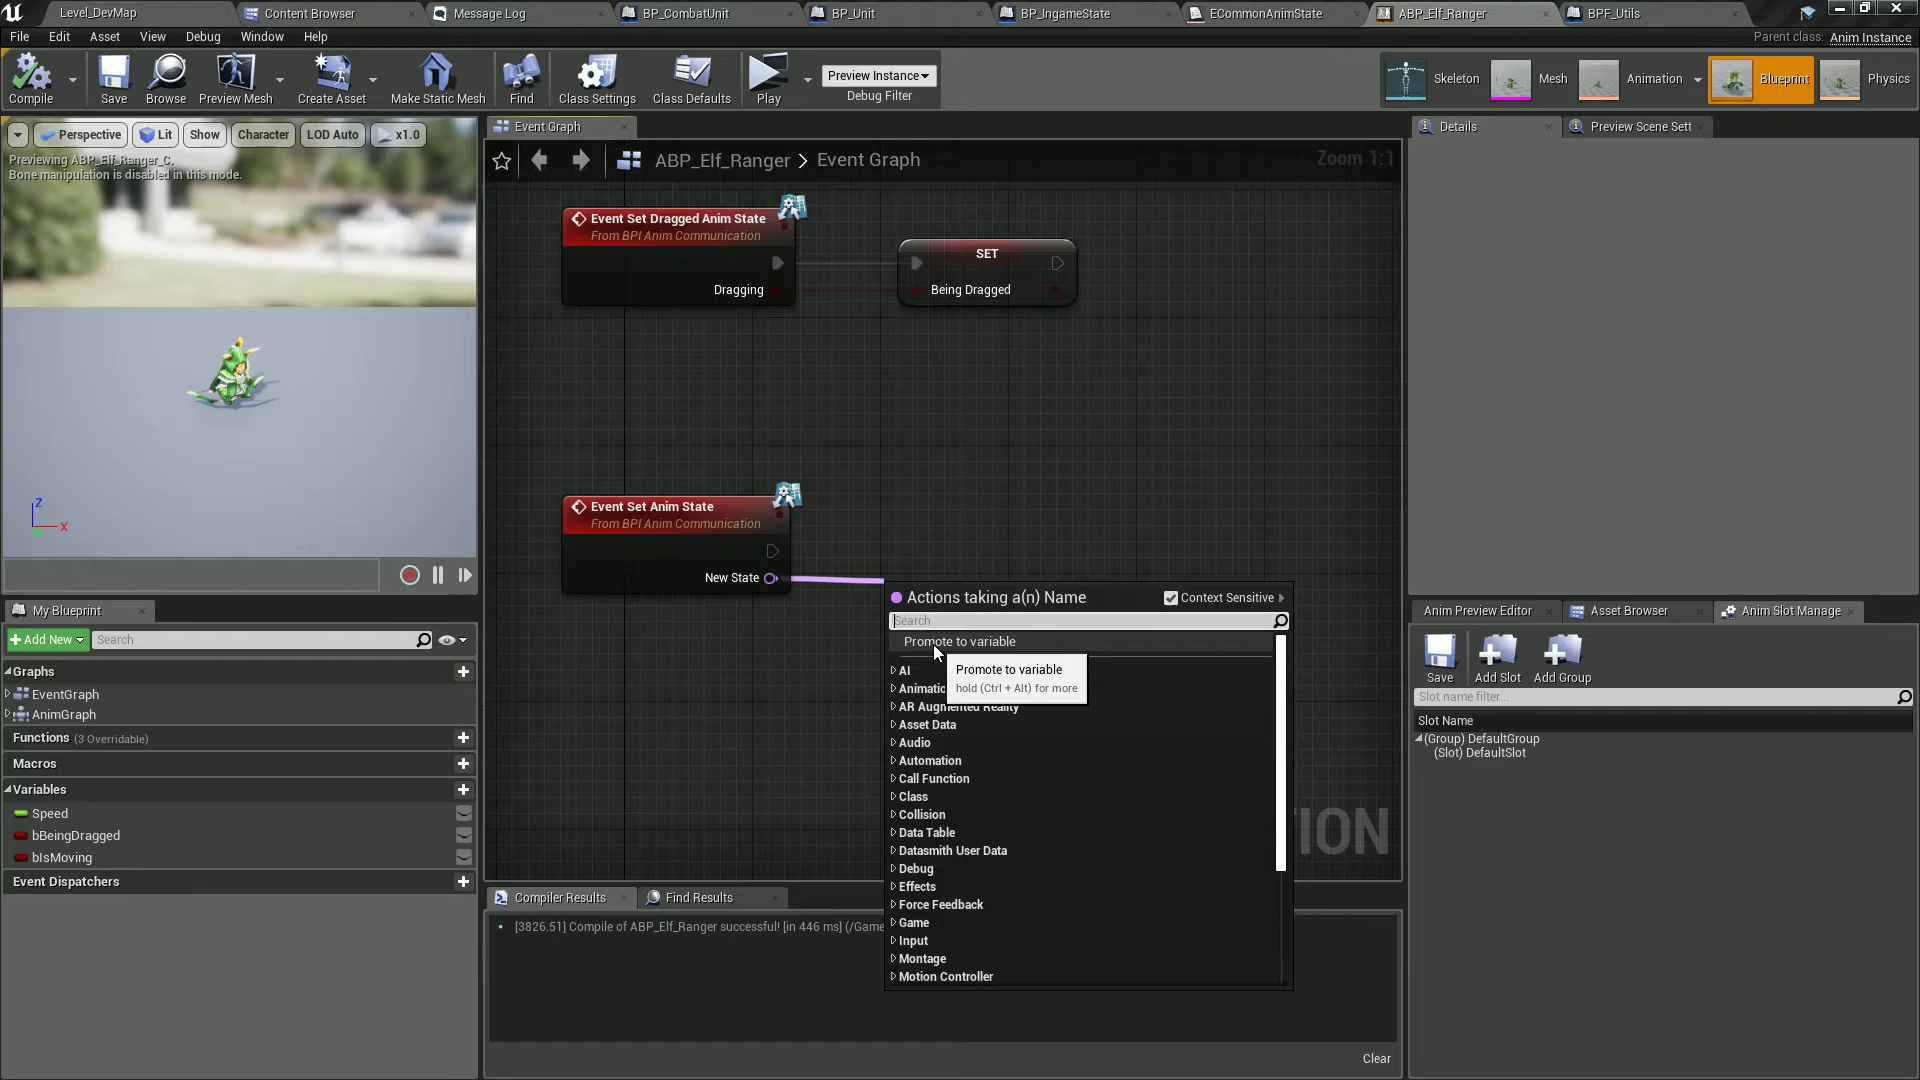 Level_DevMap
Content Browser
Message Log
BP_CombatUnit
BP_Unit
BP_IngameState
ECommonAnimState
ABP_Elf_Ranger
BPF_Utils
File Edit Asset View Debug Window Help
Parent class: Anim Instance
Compile
Save
Browse
Preview Mesh
Create Asset
Make Static Mesh
Find
Class Settings
Class Defaults
Play
Preview Instance
Debug Filter
Skeleton
Mesh
Animation
Blueprint
Physics
Perspective
Lit
Show
Character
LOD Auto
x1.0
Previewing ABP_Elf_Ranger_C.
Bone manipulation is disabled in this mode.
Z
X
Event Graph
ABP_Elf_Ranger > Event Graph
Zoom 1:1
Event Set Dragged Anim State
From BPI Anim Communication
Dragging
SET
Being Dragged
Event Set Anim State
From BPI Anim Communication
New State
Actions taking a(n) Name
Context Sensitive
Search
Promote to variable
Promote to variable
hold (Ctrl + Alt) for more
AI
Animatio
AR Augmented Reality
Asset Data
Audio
Automation
Call Function
Class
Collision
Data Table
Datasmith User Data
Debug
Effects
Force Feedback
Game
Input
Montage
Motion Controller
TION
Details
Preview Scene Sett
My Blueprint
Add New
Search
Graphs
EventGraph
AnimGraph
Functions (3 Overridable)
Macros
Variables
Speed
bBeingDragged
bIsMoving
Event Dispatchers
Compiler Results
Find Results
[3826.51] Compile of ABP_Elf_Ranger successful! [in 446 ms] (/Game
Clear
Anim Preview Editor
Asset Browser
Anim Slot Manage
Save
Add Slot
Add Group
Slot name filter...
Slot Name
(Group) DefaultGroup
(Slot) DefaultSlot